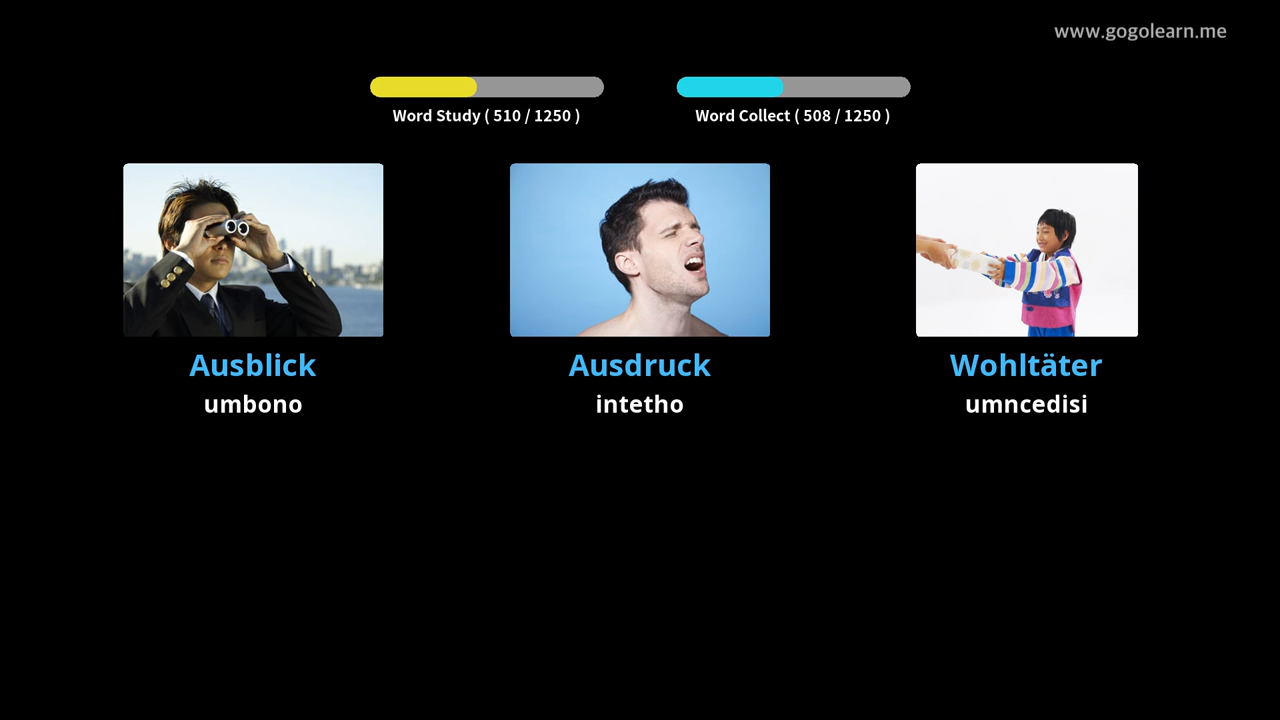 www.gogolearn.me
Word Study ( 510 / 1250 )
Word Collect ( 508 / 1250 )
Ausblick
umbono
Ausdruck
intetho
Wohltäter
umncedisi